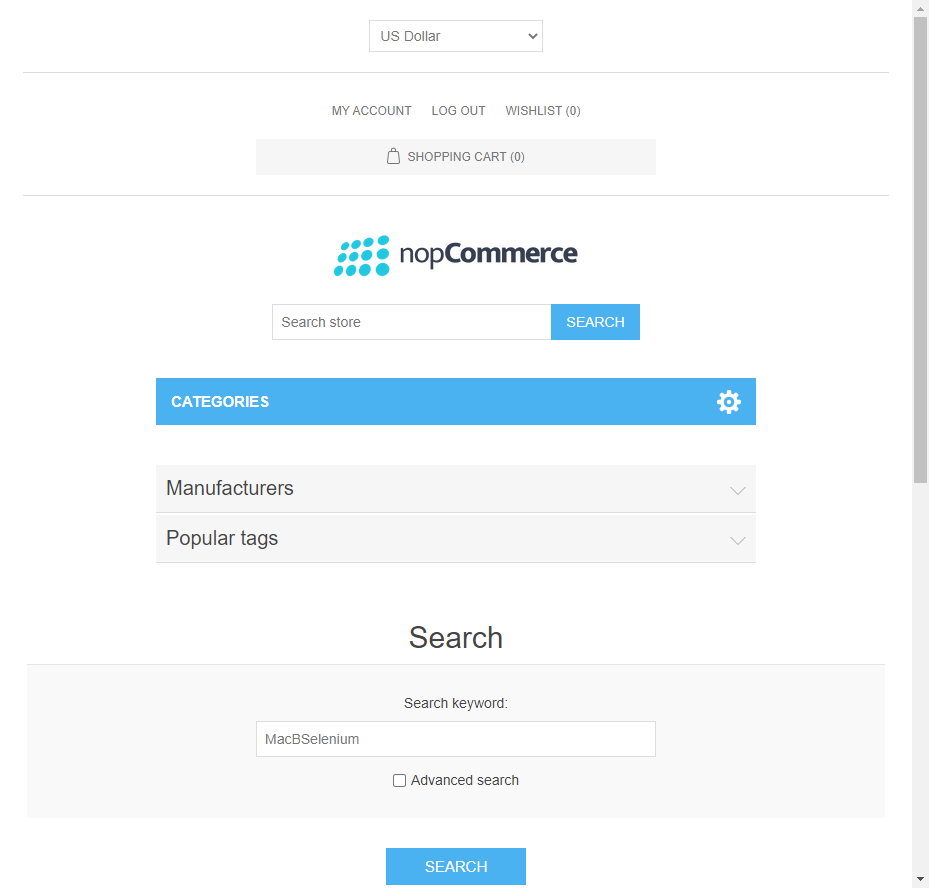 US Dollar
MY ACCOUNT LOG OUT WISHLIST (0)
SHOPPING CART (0)
nopCommerce
Search store SEARCH
CATEGORIES
Manufacturers
Popular tags
Search
Search keyword:
MacBSelenium
Advanced search
SEARCH